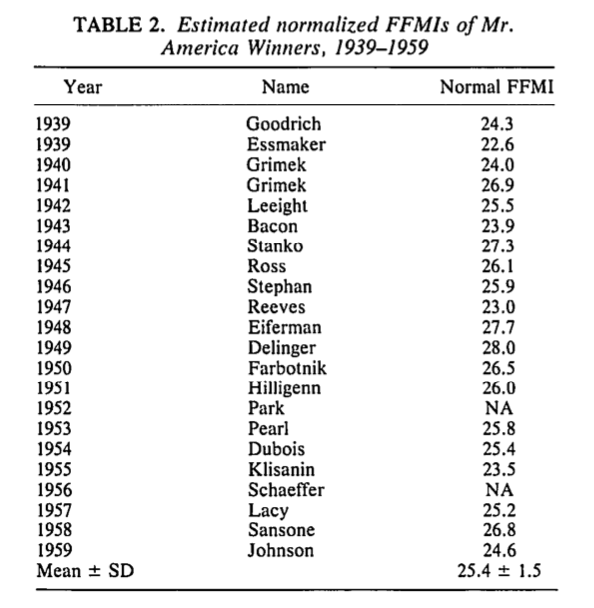 TABLE 2. Estimated normalized FFMIs of Mr.
America Winners, 1939–1959
Year Name Normal FFMI
1939 Goodrich 24.3
1939 Essmaker 22.6
1940 Grimek 24.0
1941 Grimek 26.9
1942 Leeight 25.5
1943 Bacon 23.9
1944 Stanko 27.3
1945 Ross 26.1
1946 Stephan 25.9
1947 Reeves 23.0
1948 Eiferman 27.7
1949 Delinger 28.0
1950 Farbotnik 26.5
1951 Hilligenn 26.0
1952 Park NA
1953 Pearl 25.8
1954 Dubois 25.4
1955 Klisanin 23.5
1956 Schaeffer NA
1957 Lacy 25.2
1958 Sansone 26.8
1959 Johnson 24.6
Mean ± SD 25.4 ± 1.5